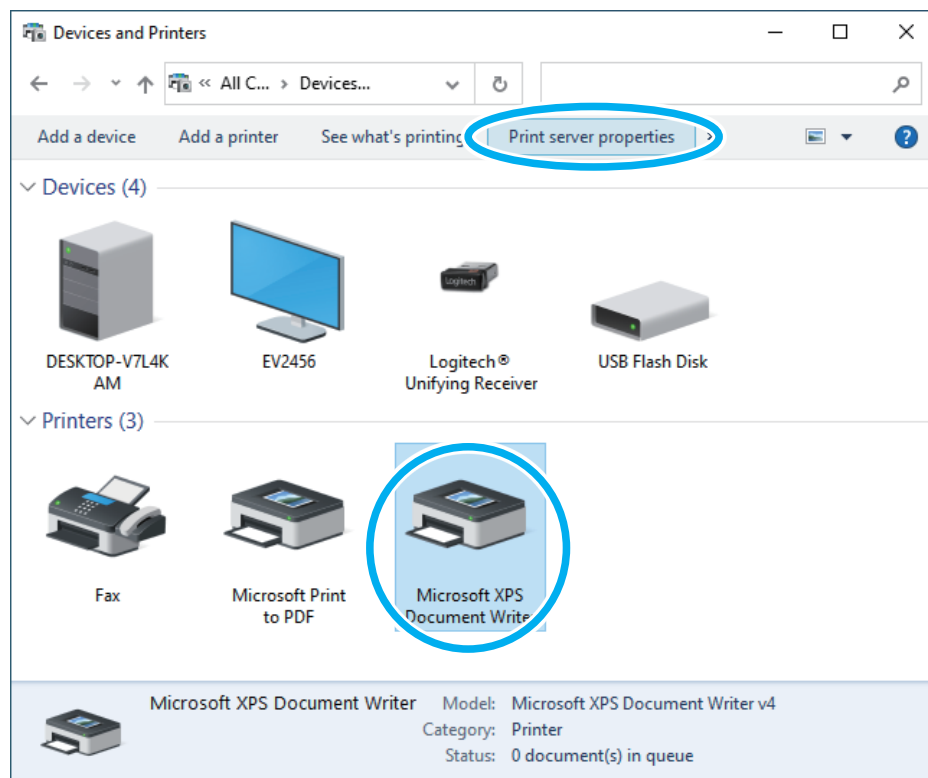 Devices and Printers
« All C... › Devices...
Add a device Add a printer See what's printing Print server properties »
Devices (4)
Logitech
DESKTOP-V7L4K
AM
EV2456
Logitech®
Unifying Receiver
USB Flash Disk
Printers (3)
Fax
Microsoft Print
to PDF
Microsoft XPS
Document Writer
Microsoft XPS Document Writer Model: Microsoft XPS Document Writer v4
Category: Printer
Status: 0 document(s) in queue